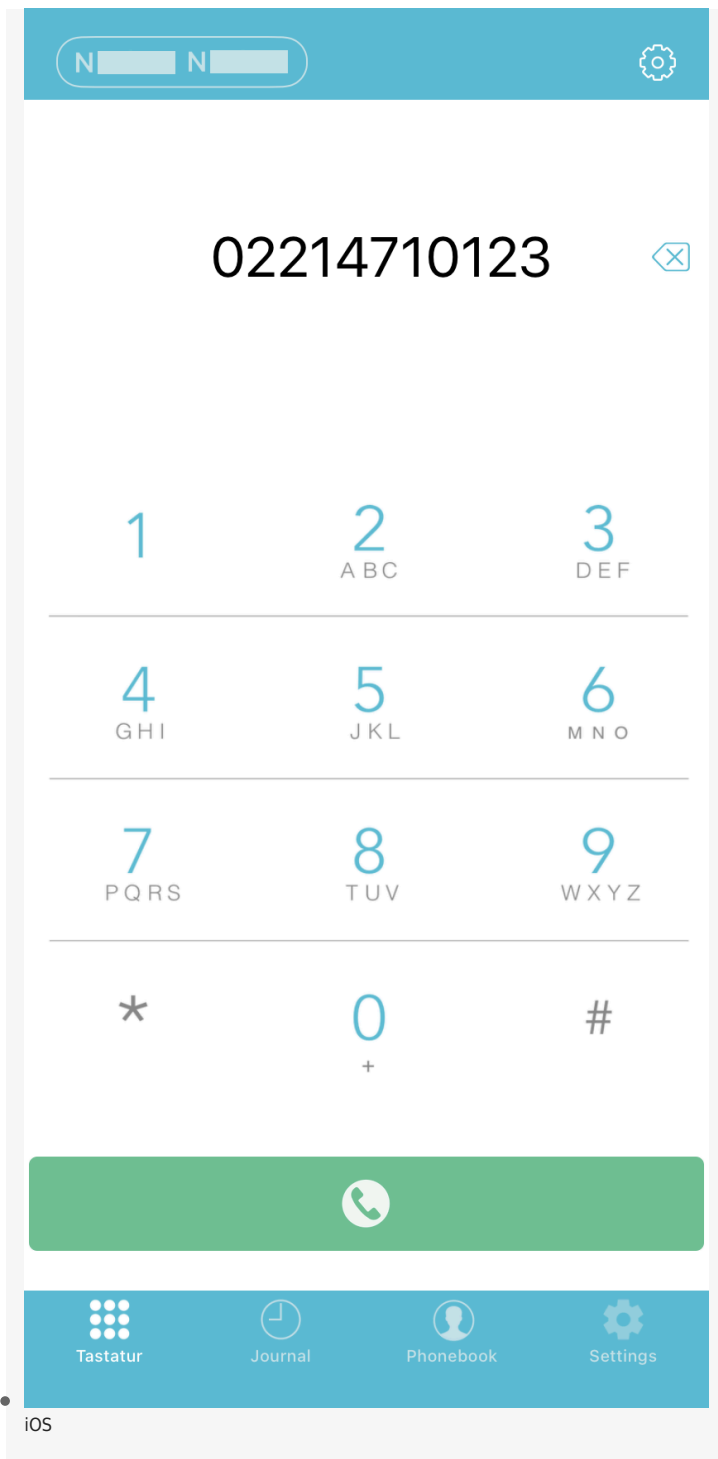 N N
02214710123
1 2 3
ABC DEF
4 5 6
GHI JKL MNO
7 8 9
PQRS TUV WXYZ
* 0 #
+
Tastatur Journal Phonebook Settings
iOS